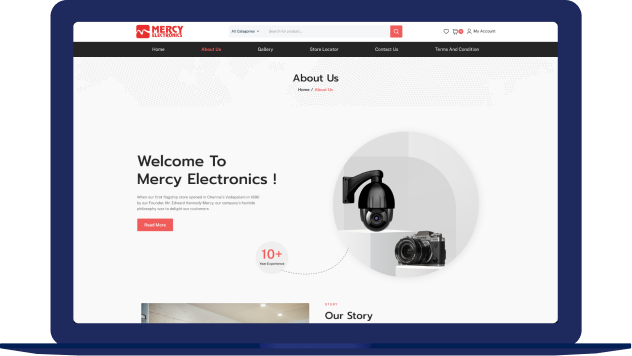 MERCY
ELECTRONICS
All Categories
Search for product...
My Account
Home
About Us
Gallery
Store Locator
Contact Us
Terms And Condition
About Us
Home / About Us
Welcome To
Mercy Electronics !
When our first flagship store opened in Chennai's Vadapalani in 1990
by our Founder, Mr. Edward Kennedy Mercy, our company's humble
philosophy was to delight our customers.
Read More
10+
Year Experience
STORY
Our Story